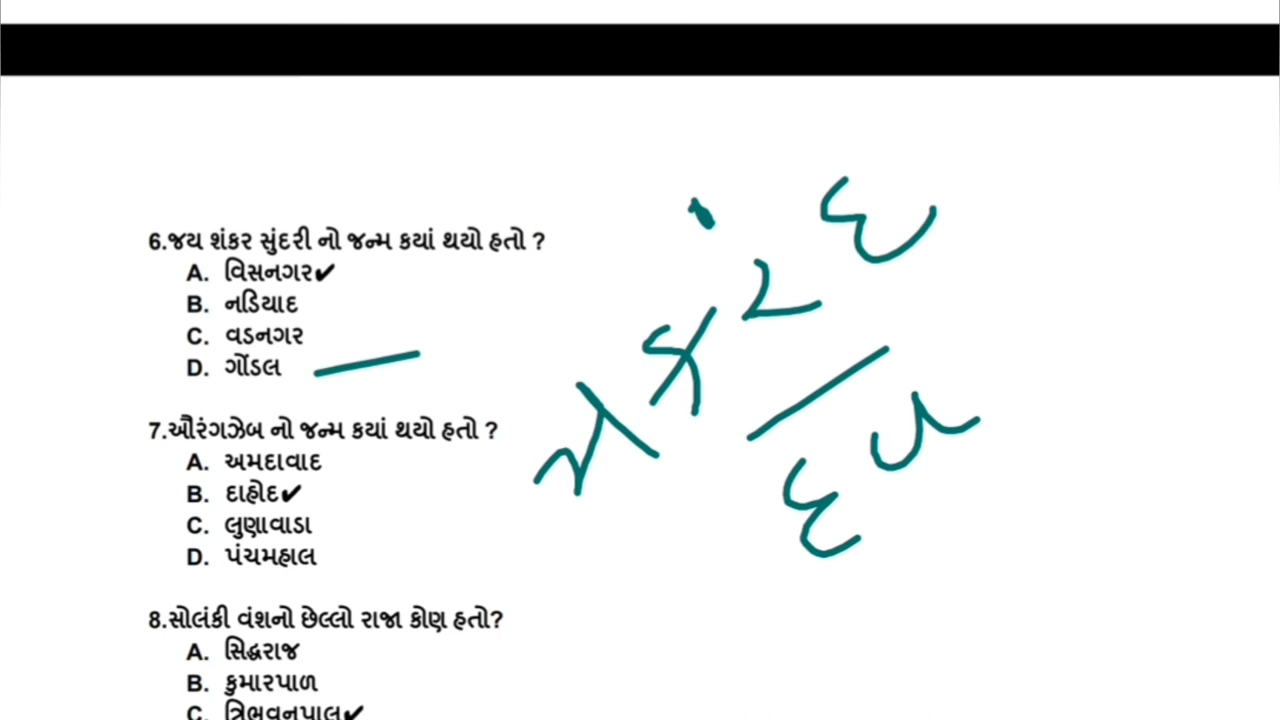 6.જય શંકર સુંદરી નો જન્મ કયાં થયો હતો ?
A. વિસનગર✔
B. નડિયાદ
C. વડનગર
D. ગોંડલ
7.ઔરંગઝેબ નો જન્મ કયાં થયો હતો ?
A. અમદાવાદ
B. દાહોદ✔
C. લુણાવાડા
D. પંચમહાલ
8.સોલંકી વંશનો છેલ્લો રાજા કોણ હતો?
A. સિદ્ધરાજ
B. કુમારપાળ
C. ત્રિભુવનપાલ✔